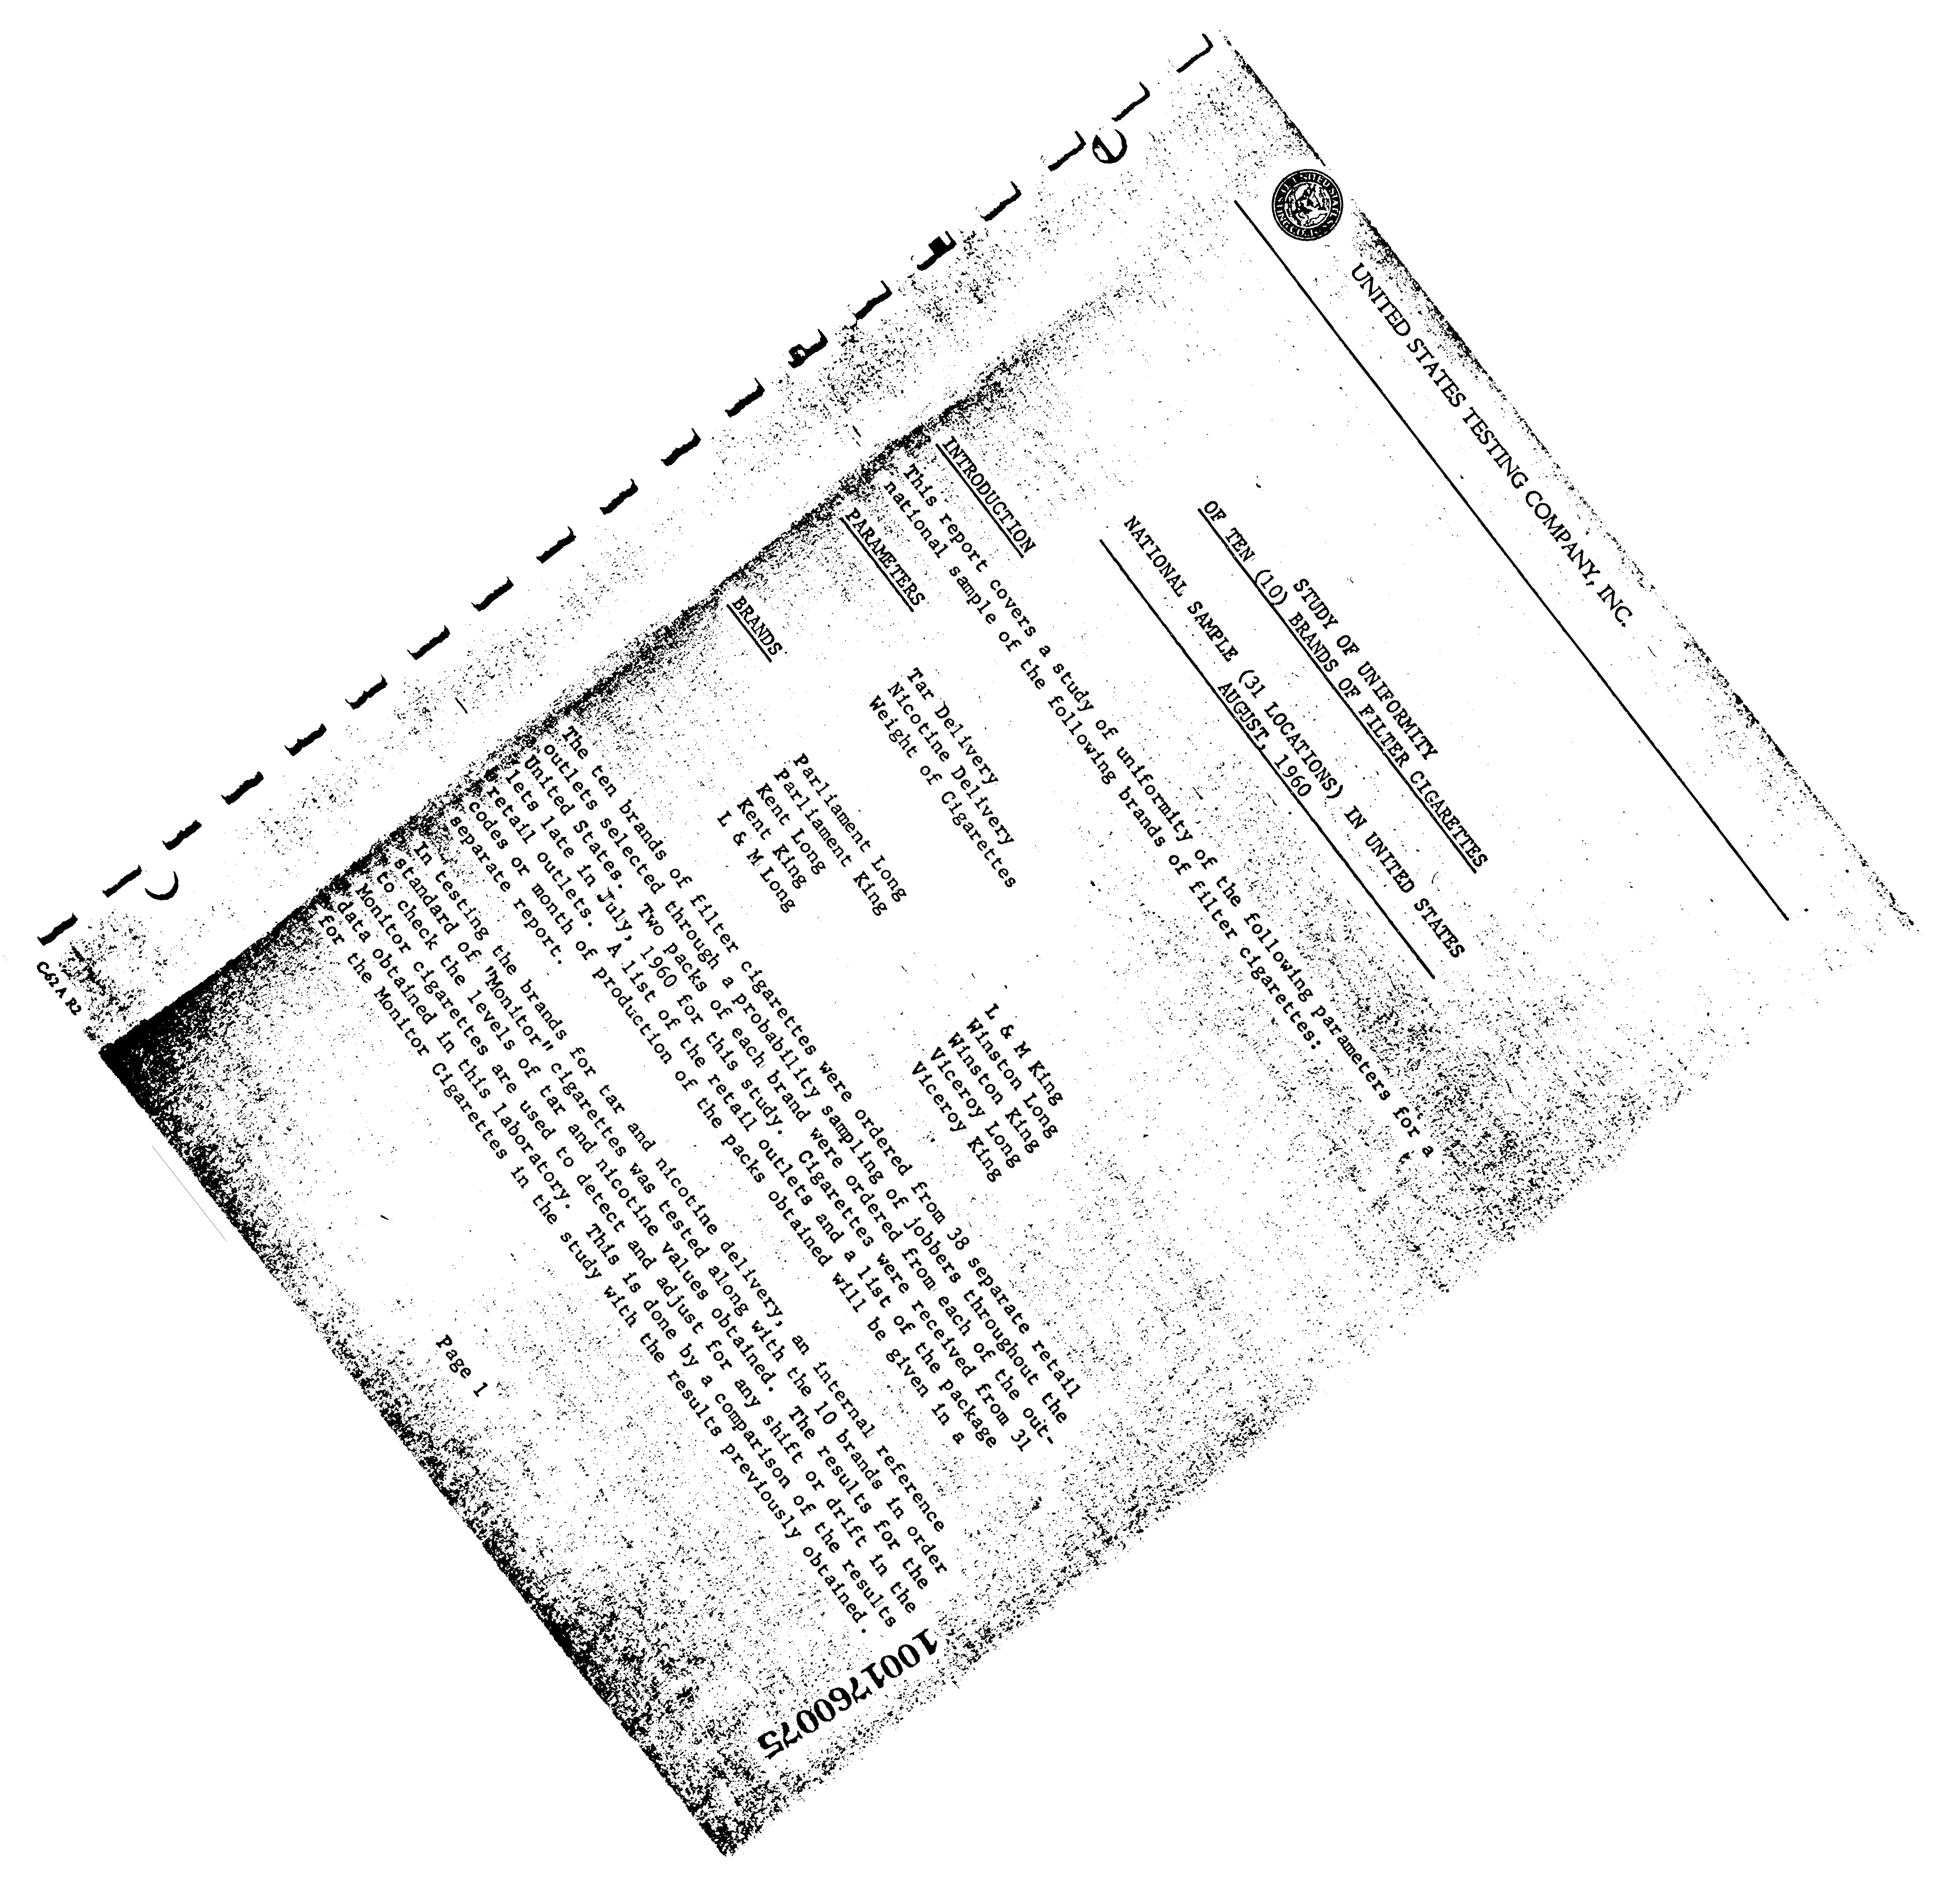 UNITED STATES TESTING COMPANY, INC.
STUDY OF UNIFORMITY
OF TEN (10) BRANDS OF FILTER CIGARETTES
NATIONAL SAMPLE (31 LOCATIONS) IN UNITED STATES
AUGUST, 1960
INTRODUCTION
This report covers a study of uniformity of the following parameters for a
national sample of the following brands of filter cigarettes:
PARAMETERS
Tar Delivery
Nicotine Delivery
Weight of Cigarettes
BRANDS
Parliament Long
Parliament King
Kent Long
Kent King
L & M Long
L & M King
Winston Long
Winston King
Viceroy Long
Viceroy King
The ten brands of filter cigarettes were ordered from 38 separate retail
outlets selected through a probability sampling of jobbers throughout the
United States. Two packs of each brand were ordered from each of the out-
lets late in July, 1960 for this study. Cigarettes were received from 31
retail outlets. A list of the retail outlets and a list of the package
codes or month of production of the packs obtained will be given in a
separate report.
In testing the brands for tar and nicotine delivery, an internal reference
standard of "Monitor" cigarettes was tested along with the 10 brands in order
to check the levels of tar and nicotine values obtained. The results for the
Monitor cigarettes are used to detect and adjust for any shift or drift in the
data obtained in this laboratory. This is done by a comparison of the results
for the Monitor Cigarettes in the study with the results previously obtained.
Page 1
C-62A R2
1001760075